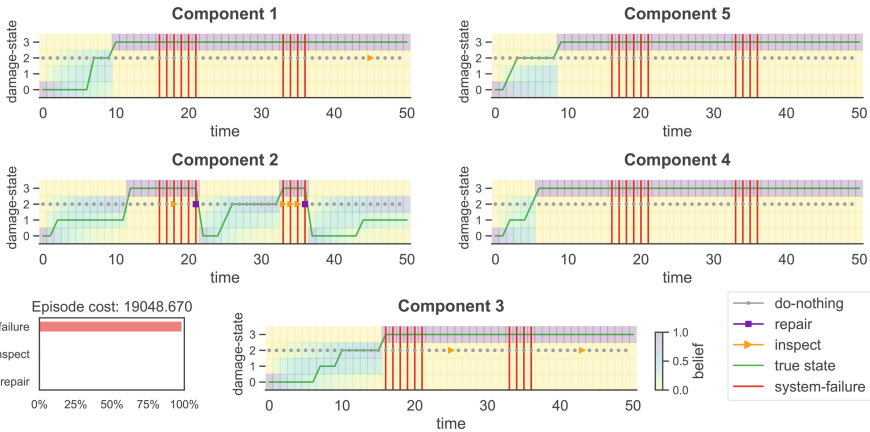 Component 1
damage-state
3
2
1
0
0 10 20 30 40 50
time
Component 5
damage-state
3
2
1
0
0 10 20 30 40 50
time
Component 2
damage-state
3
2
1
0
0 10 20 30 40 50
time
Component 4
damage-state
3
2
1
0
0 10 20 30 40 50
time
Episode cost: 19048.670
failure
nspect
repair
0% 25% 50% 75% 100%
Component 3
damage-state
3
2
1
0
0 10 20 30 40 50
time
1.0
0.5
0.0
belief
do-nothing
repair
inspect
true state
system-failure